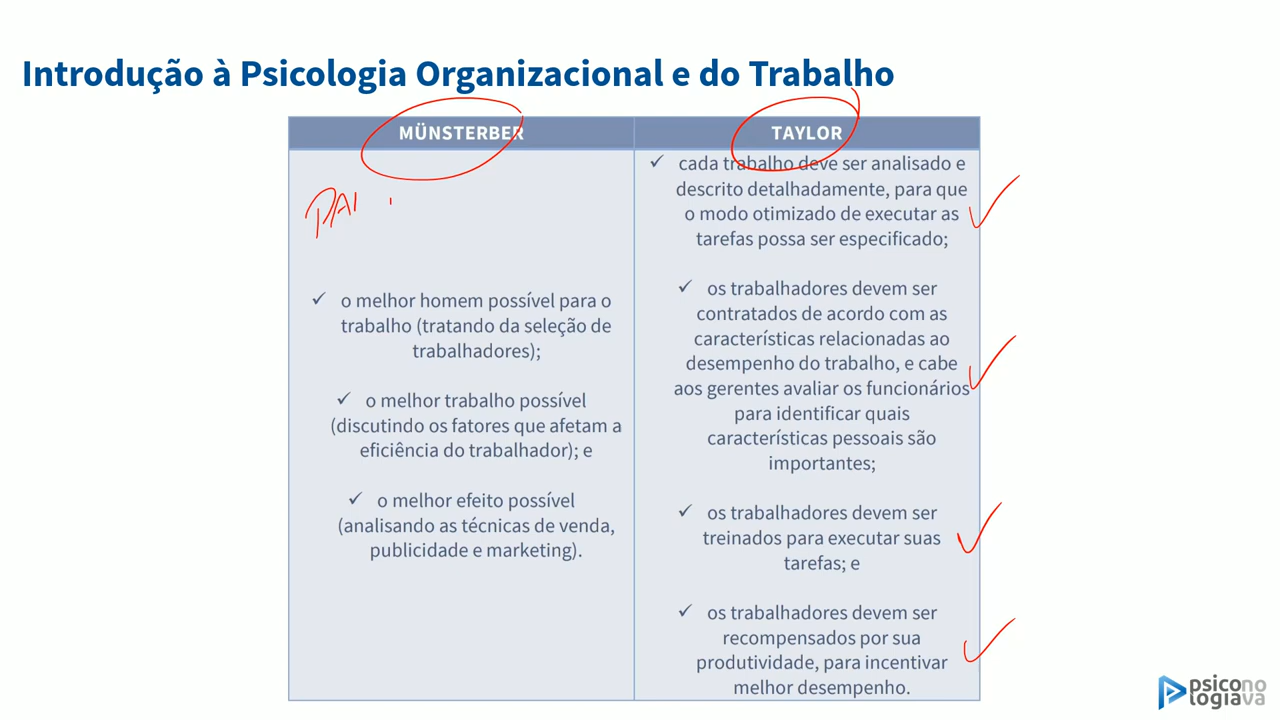 Introdução à Psicologia Organizacional e do Trabalho
MÜNSTERBER
PAI
✓ o melhor homem possível para o
trabalho (tratando da seleção de
trabalhadores);
✓ o melhor trabalho possível
(discutindo os fatores que afetam a
eficiência do trabalhador); e
✓ o melhor efeito possível
(analisando as técnicas de venda,
publicidade e marketing).
TAYLOR
✓ cada trabalho deve ser analisado e
descrito detalhadamente, para que
o modo otimizado de executar as
tarefas possa ser especificado;
✓ os trabalhadores devem ser
contratados de acordo com as
características relacionadas ao
desempenho do trabalho, e cabe
aos gerentes avaliar os funcionários
para identificar quais
características pessoais são
importantes;
✓ os trabalhadores devem ser
treinados para executar suas
tarefas; e
✓ os trabalhadores devem ser
recompensados por sua
produtividade, para incentivar
melhor desempenho.
psicono
logiava